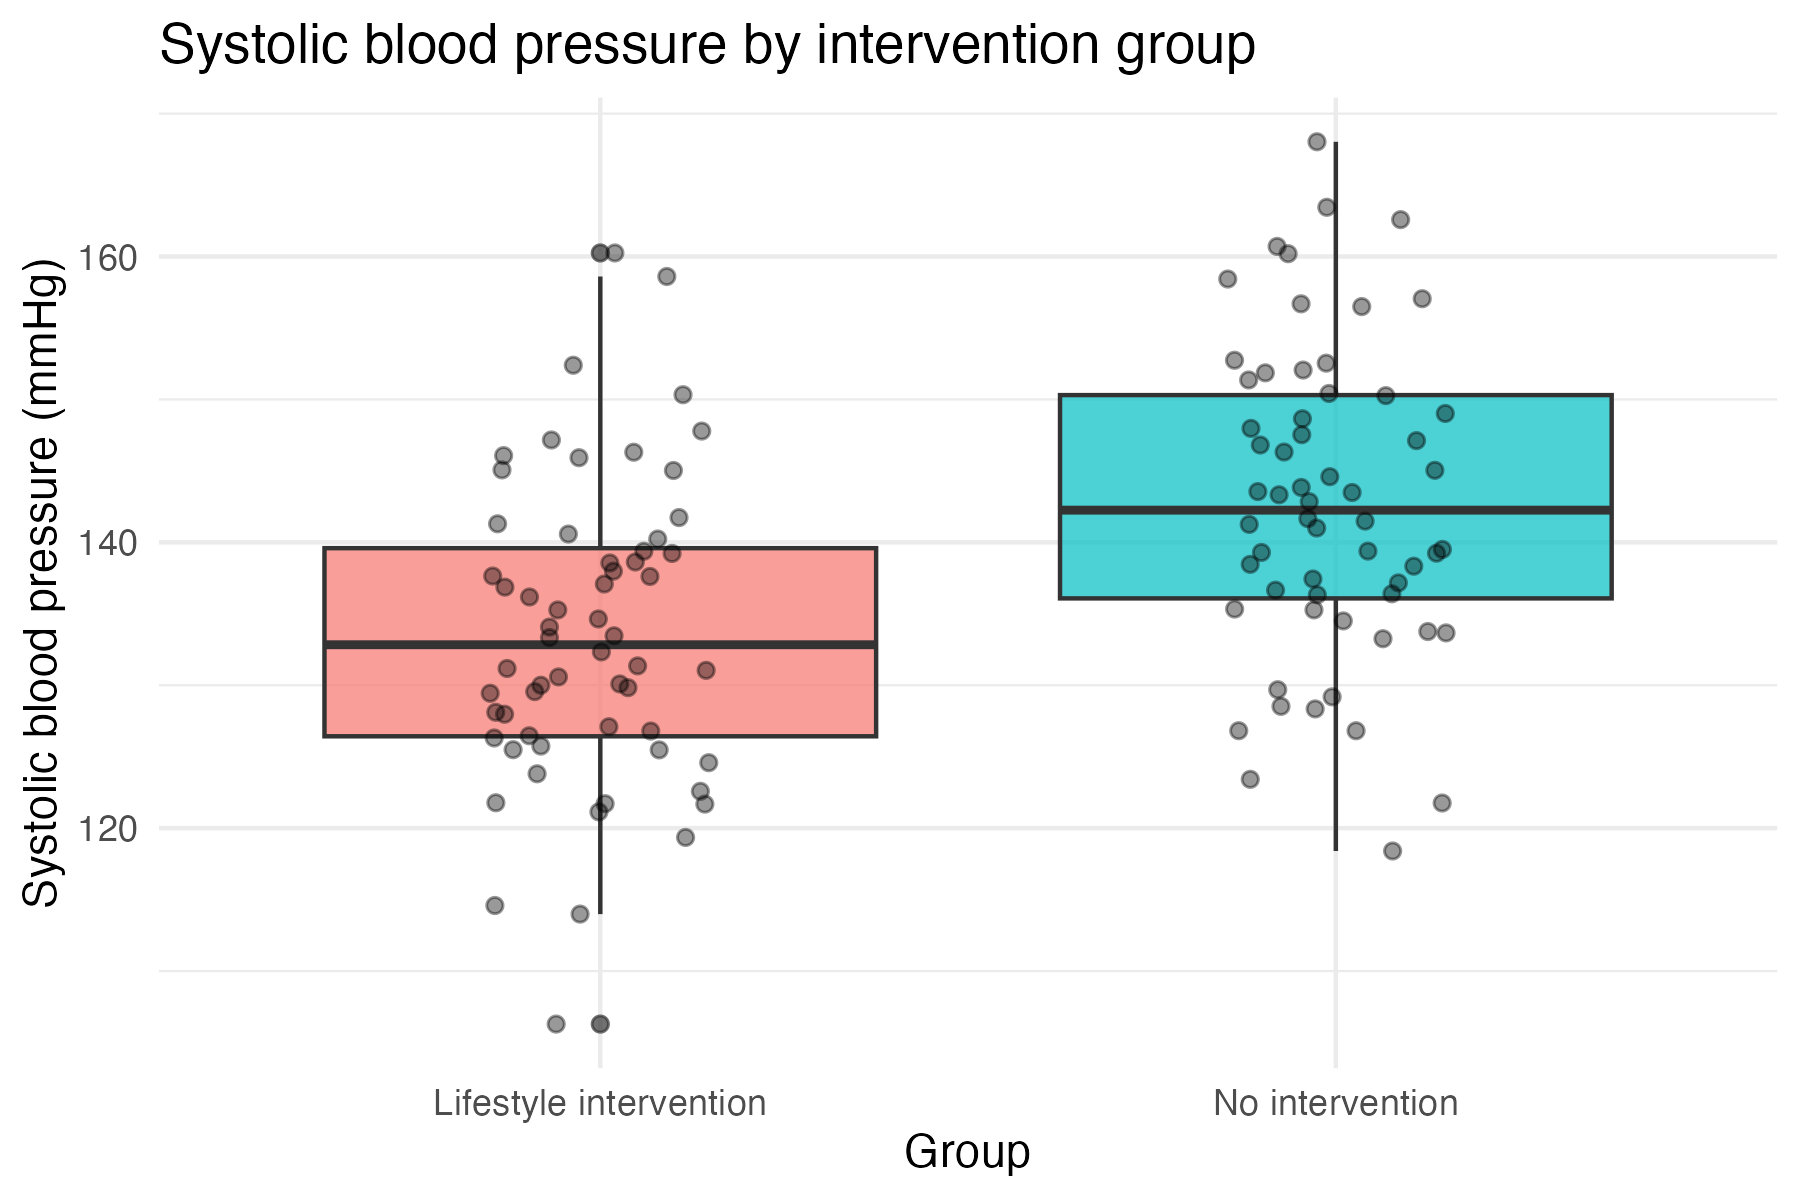 Systolic blood pressure by intervention group
Systolic blood pressure (mmHg)
160
140
120
Lifestyle intervention
No intervention
Group